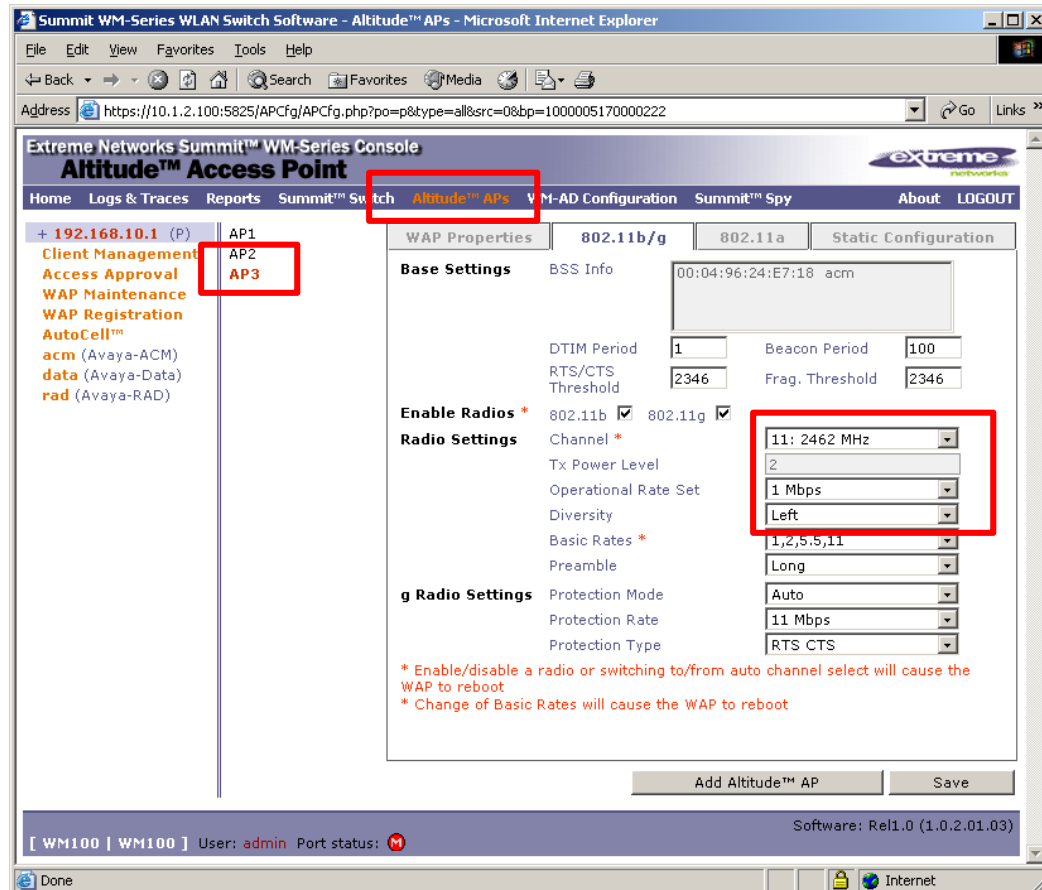 Summit WM-Series WLAN Switch Software - Altitude™ APs - Microsoft Internet Explorer
File Edit View Favorites Tools Help
Back Search Favorites Media
Address https://10.1.2.100:5825/APCfg/APCfg.php?po=p&type=all&src=0&bp=1000005170000222 Go Links »
Extreme Networks Summit™ WM-Series Console
Altitude™ Access Point
extreme
networks
Home Logs & Traces Reports Summit™ Switch Altitude™ APs WM-AD Configuration Summit™ Spy About LOGOUT
+ 192.168.10.1 (P)
Client Management
Access Approval
WAP Maintenance
WAP Registration
AutoCell™
acm (Avaya-ACM)
data (Avaya-Data)
rad (Avaya-RAD)
AP1
AP2
AP3
WAP Properties 802.11b/g 802.11a Static Configuration
Base Settings BSS Info 00:04:96:24:E7:18 acm
DTIM Period 1 Beacon Period 100
RTS/CTS Threshold 2346 Frag. Threshold 2346
Enable Radios * 802.11b 802.11g
Radio Settings Channel * 11: 2462 MHz
Tx Power Level 2
Operational Rate Set 1 Mbps
Diversity Left
Basic Rates * 1,2,5.5,11
Preamble Long
g Radio Settings Protection Mode Auto
Protection Rate 11 Mbps
Protection Type RTS CTS
* Enable/disable a radio or switching to/from auto channel select will cause the
WAP to reboot
* Change of Basic Rates will cause the WAP to reboot
Add Altitude™ AP Save
Software: Rel1.0 (1.0.2.01.03)
[ WM100 | WM100 ] User: admin Port status: M
Done Internet